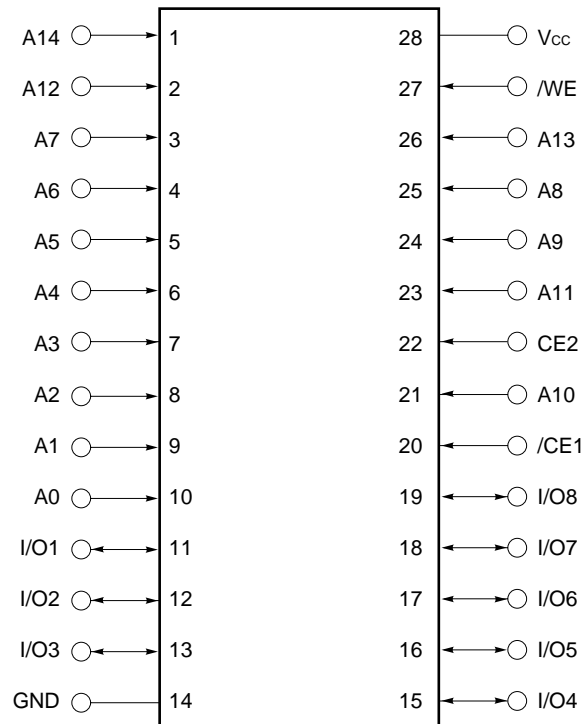 A14 1 28 Vcc
A12 2 27 /WE
A7 3 26 A13
A6 4 25 A8
A5 5 24 A9
A4 6 23 A11
A3 7 22 CE2
A2 8 21 A10
A1 9 20 /CE1
A0 10 19 I/O8
I/O1 11 18 I/O7
I/O2 12 17 I/O6
I/O3 13 16 I/O5
GND 14 15 I/O4